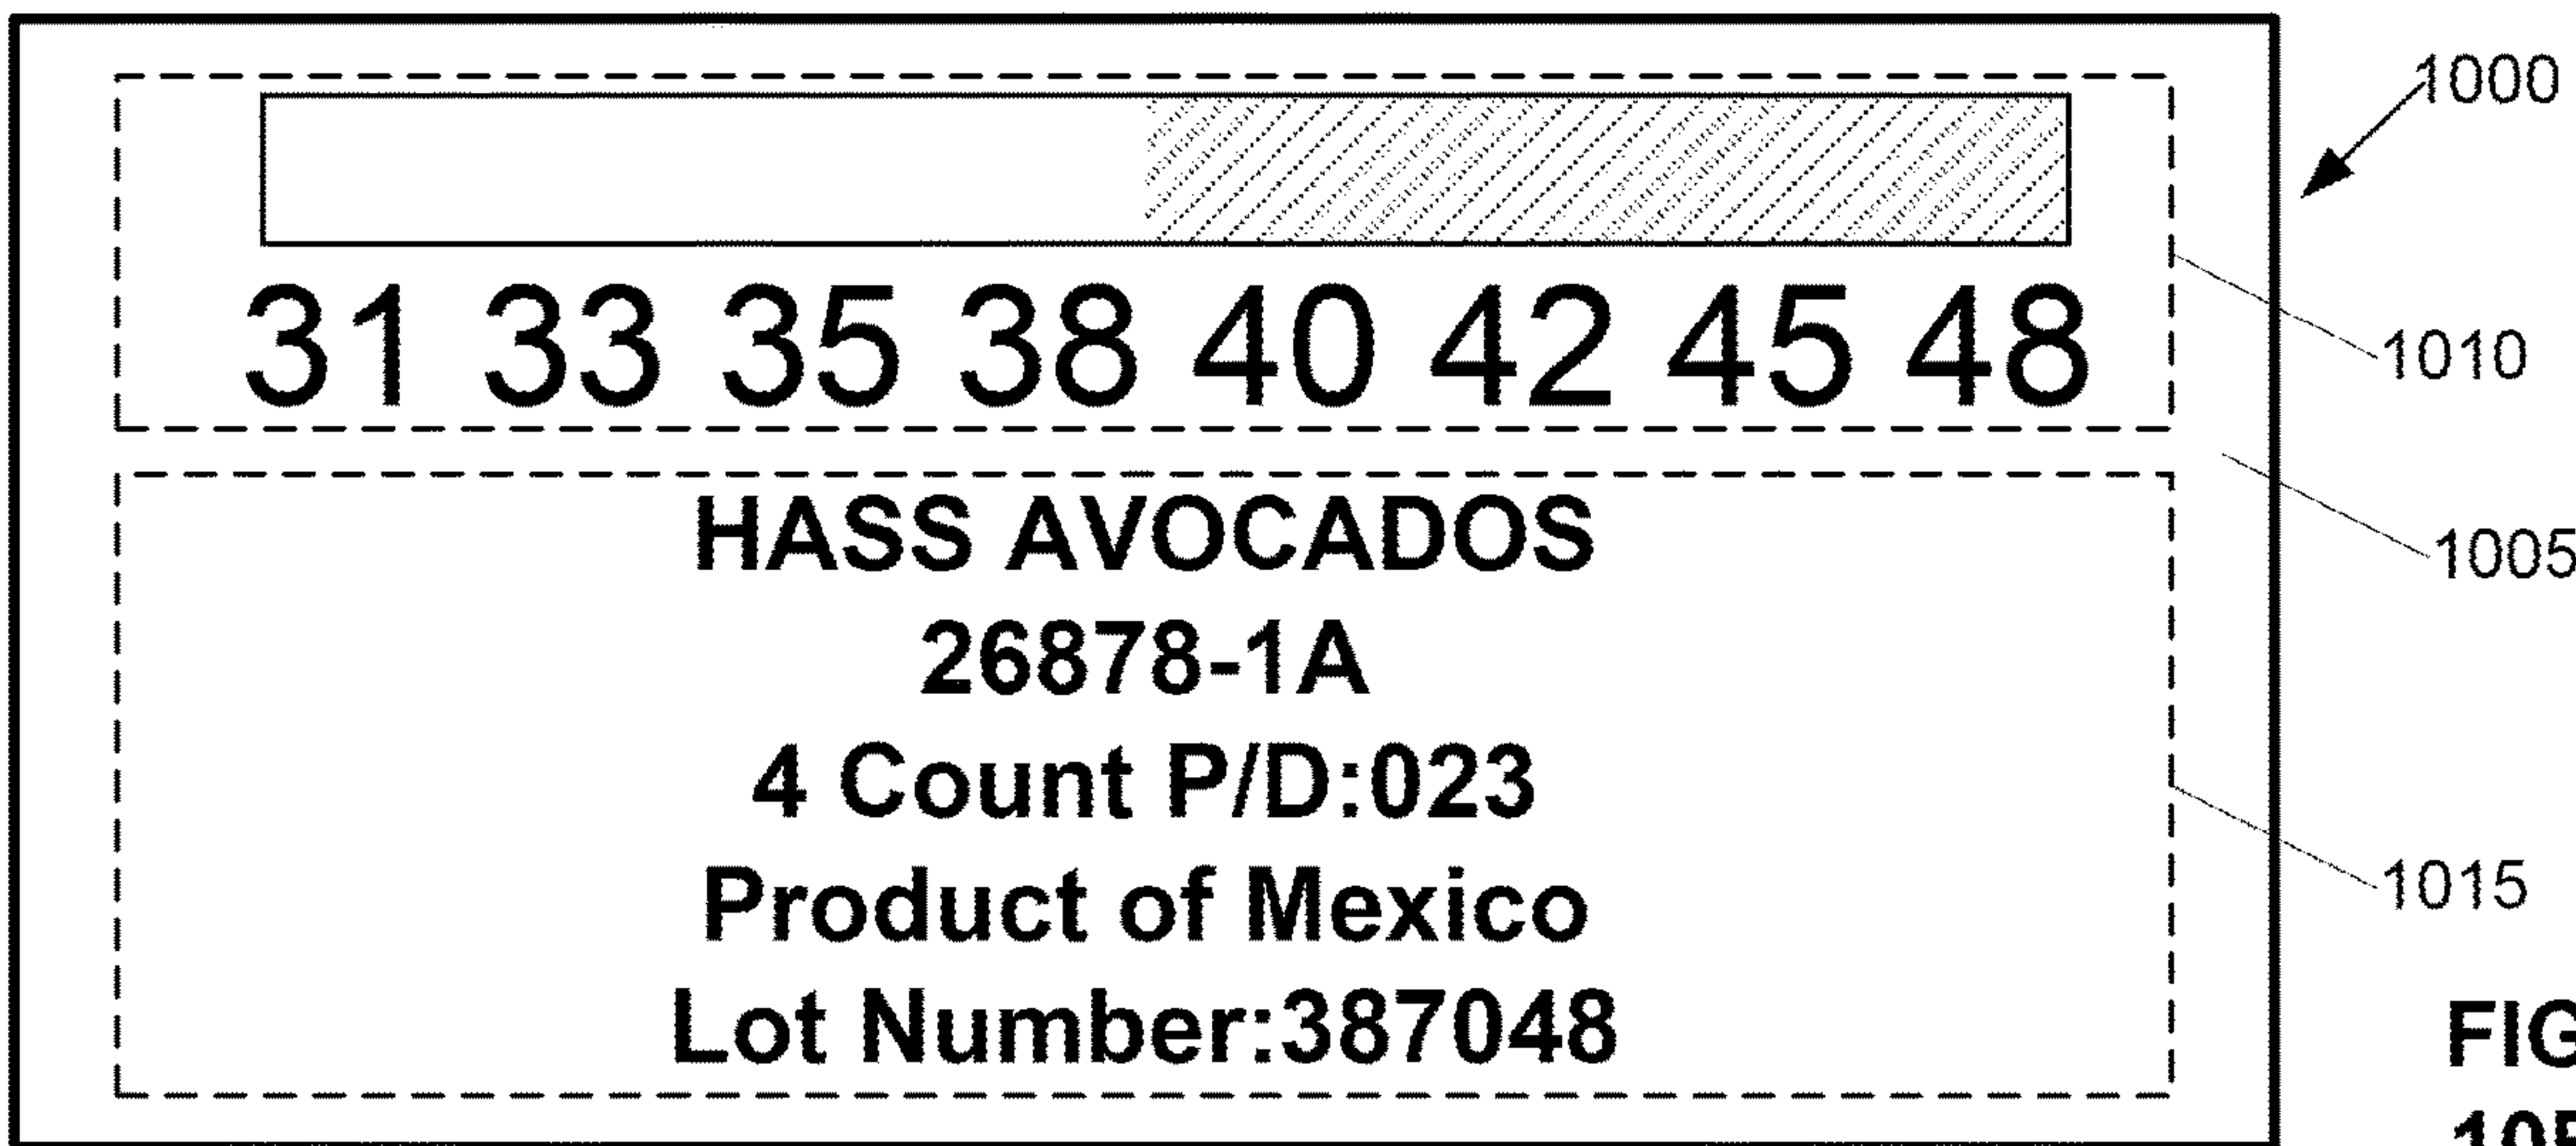 1000
31 33 35 38 40 42 45 48
1010
1005
HASS AVOCADOS
26878-1A
4 Count P/D:023
Product of Mexico
1015
Lot Number:387048
FIG